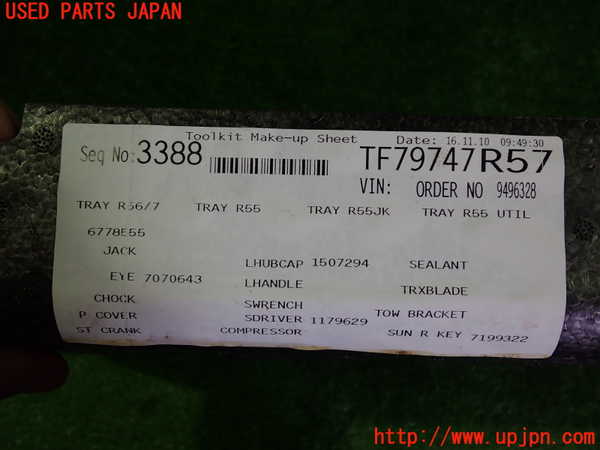 USED PARTS JAPAN
Toolkit Make-up Sheet Date: 16.11.10 09:49:30
Seq No: 3388 TF79747 R57
VIN: ORDER NO 9496328
TRAY R56/7 TRAY R55 TRAY R55JK TRAY R55 UTIL
6778E55
JACK LHUBCAP 1507294 SEALANT
EYE 7070643 LHANDLE TRXBLADE
CHOCK SWRENCH TOW BRACKET
P COVER SDRIVER 1179629
ST CRANK COMPRESSOR SUN R KEY 7199322
UPJ
http://www.upjpn.com